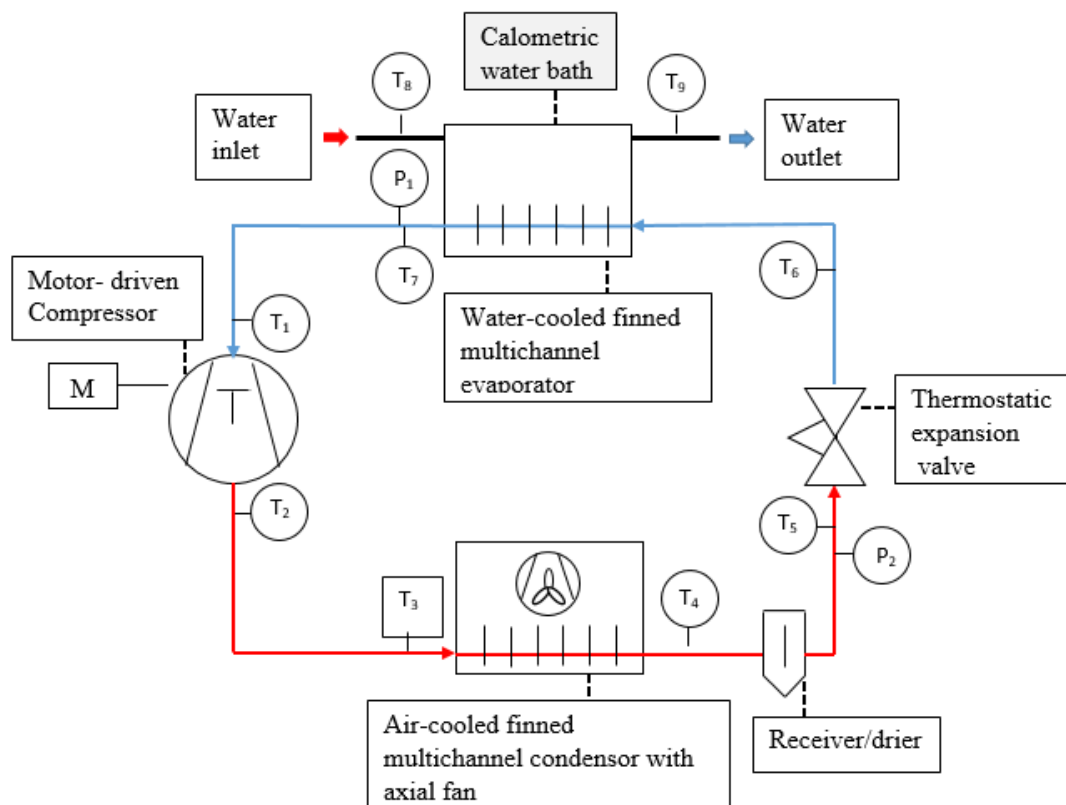 Calometric
water bath
T₈
T₉
Water
inlet
Water
outlet
P₁
T₇
T₆
Motor- driven
Compressor
T₁
Water-cooled finned
multichannel
evaporator
M
Thermostatic
expansion
valve
T₂
T₅
P₂
T₃
T₄
Air-cooled finned
multichannel condensor with
axial fan
Receiver/drier